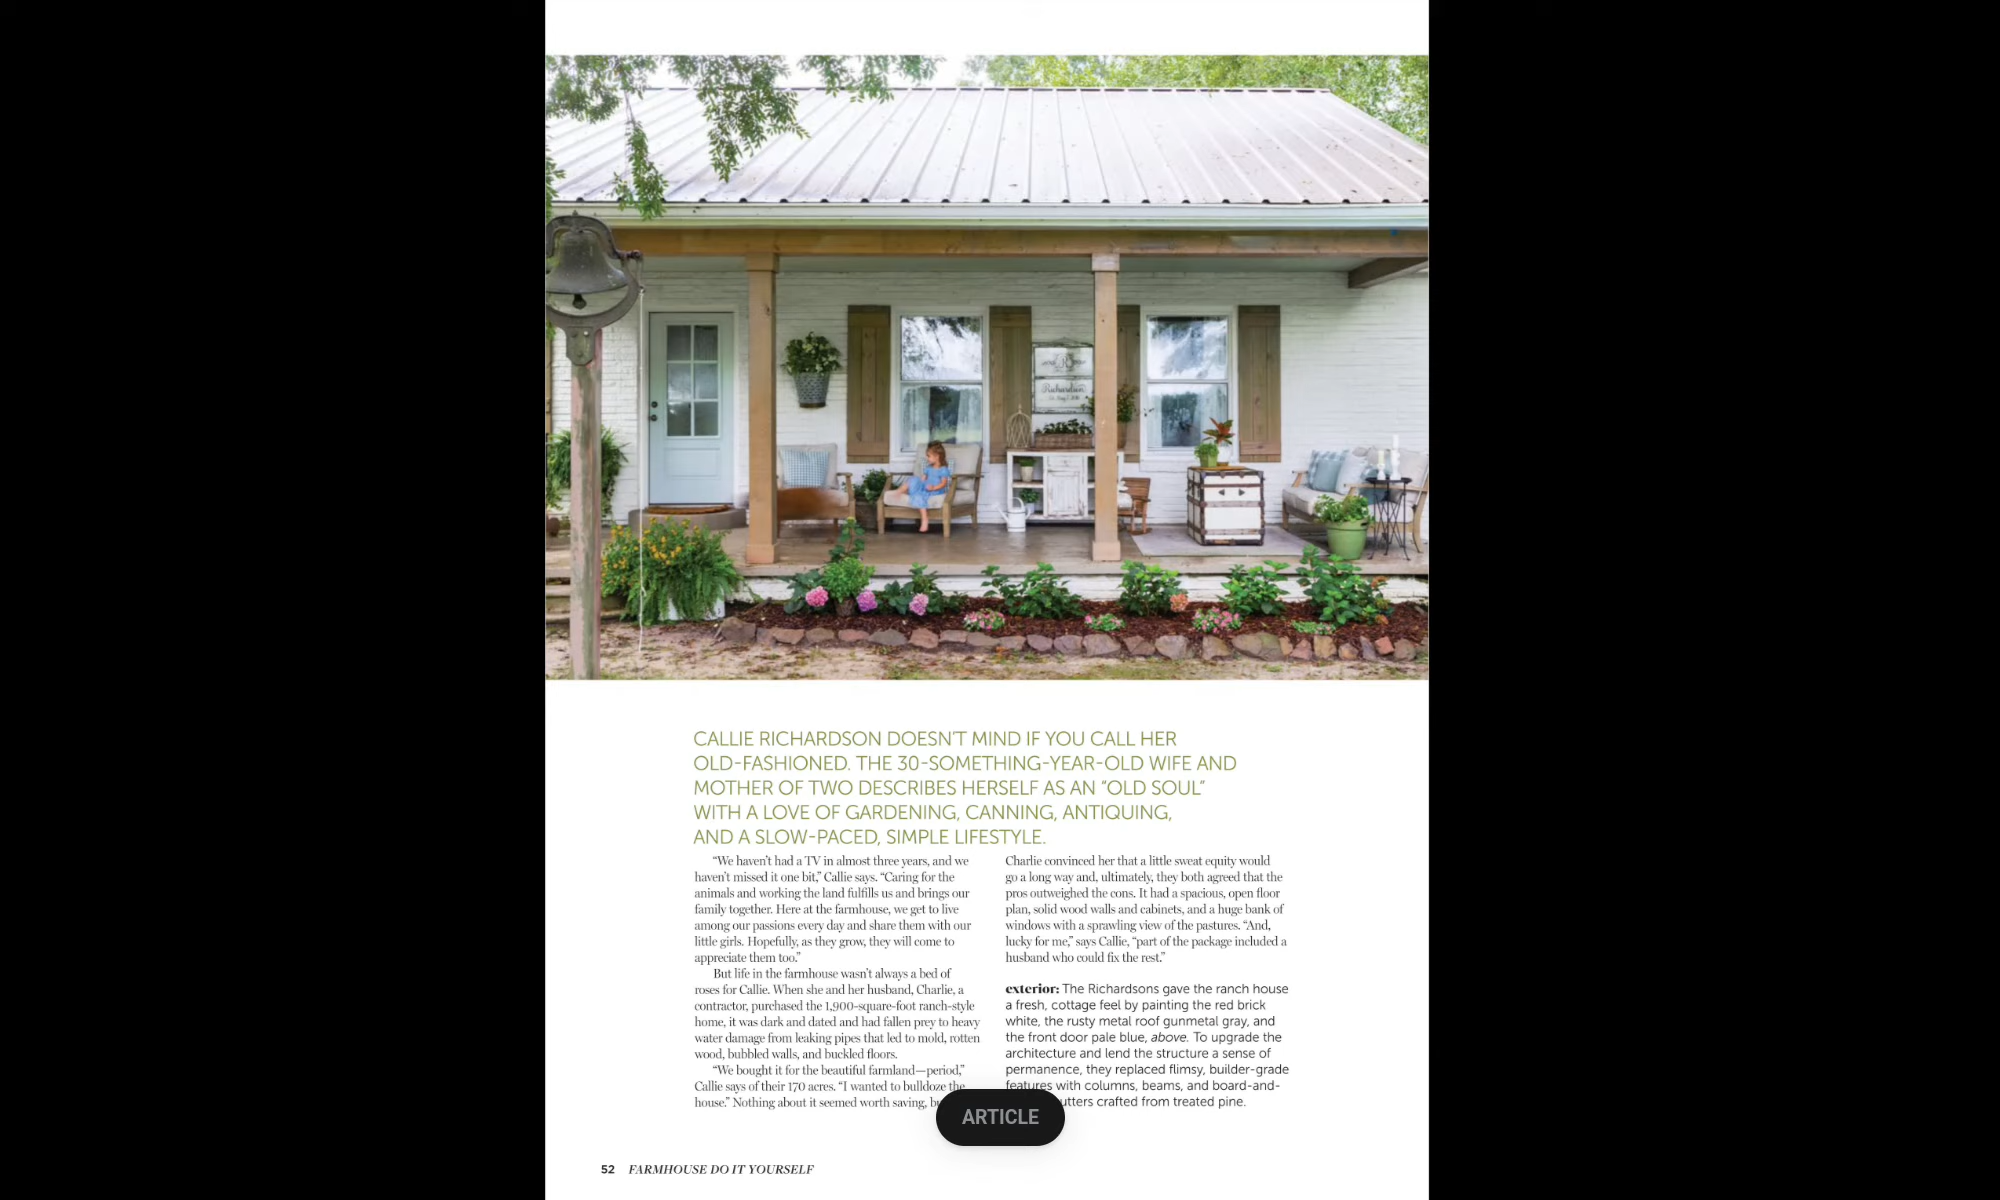 Richardson
CALLIE RICHARDSON DOESN'T MIND IF YOU CALL HER
OLD-FASHIONED. THE 30-SOMETHING-YEAR-OLD WIFE AND
MOTHER OF TWO DESCRIBES HERSELF AS AN “OLD SOUL”
WITH A LOVE OF GARDENING, CANNING, ANTIQUING,
AND A SLOW-PACED, SIMPLE LIFESTYLE.
“We haven't had a TV in almost three years, and we
haven't missed it one bit,” Callie says. “Caring for the
animals and working the land fulfills us and brings our
family together. Here at the farmhouse, we get to live
among our passions every day and share them with our
little girls. Hopefully, as they grow, they will come to
appreciate them too.”
But life in the farmhouse wasn't always a bed of
roses for Callie. When she and her husband, Charlie, a
contractor, purchased the 1,900-square-foot ranch-style
home, it was dark and dated and had fallen prey to heavy
water damage from leaking pipes that led to mold, rotten
wood, bubbled walls, and buckled floors.
“We bought it for the beautiful farmland—period,”
Callie says of their 170 acres. “I wanted to bulldoze the
house.” Nothing about it seemed worth saving,
Charlie convinced her that a little sweat equity would
go a long way and, ultimately, they both agreed that the
pros outweighed the cons. It had a spacious, open floor
plan, solid wood walls and cabinets, and a huge bank of
windows with a sprawling view of the pastures. “And,
lucky for me,” says Callie, “part of the package included a
husband who could fix the rest.”
exterior: The Richardsons gave the ranch house
a fresh, cottage feel by painting the red brick
white, the rusty metal roof gunmetal gray, and
the front door pale blue, above. To upgrade the
architecture and lend the structure a sense of
permanence, they replaced flimsy, builder-grade
features with columns, beams, and board-and-
utters crafted from treated pine.
ARTICLE
52 FARMHOUSE DO IT YOURSELF